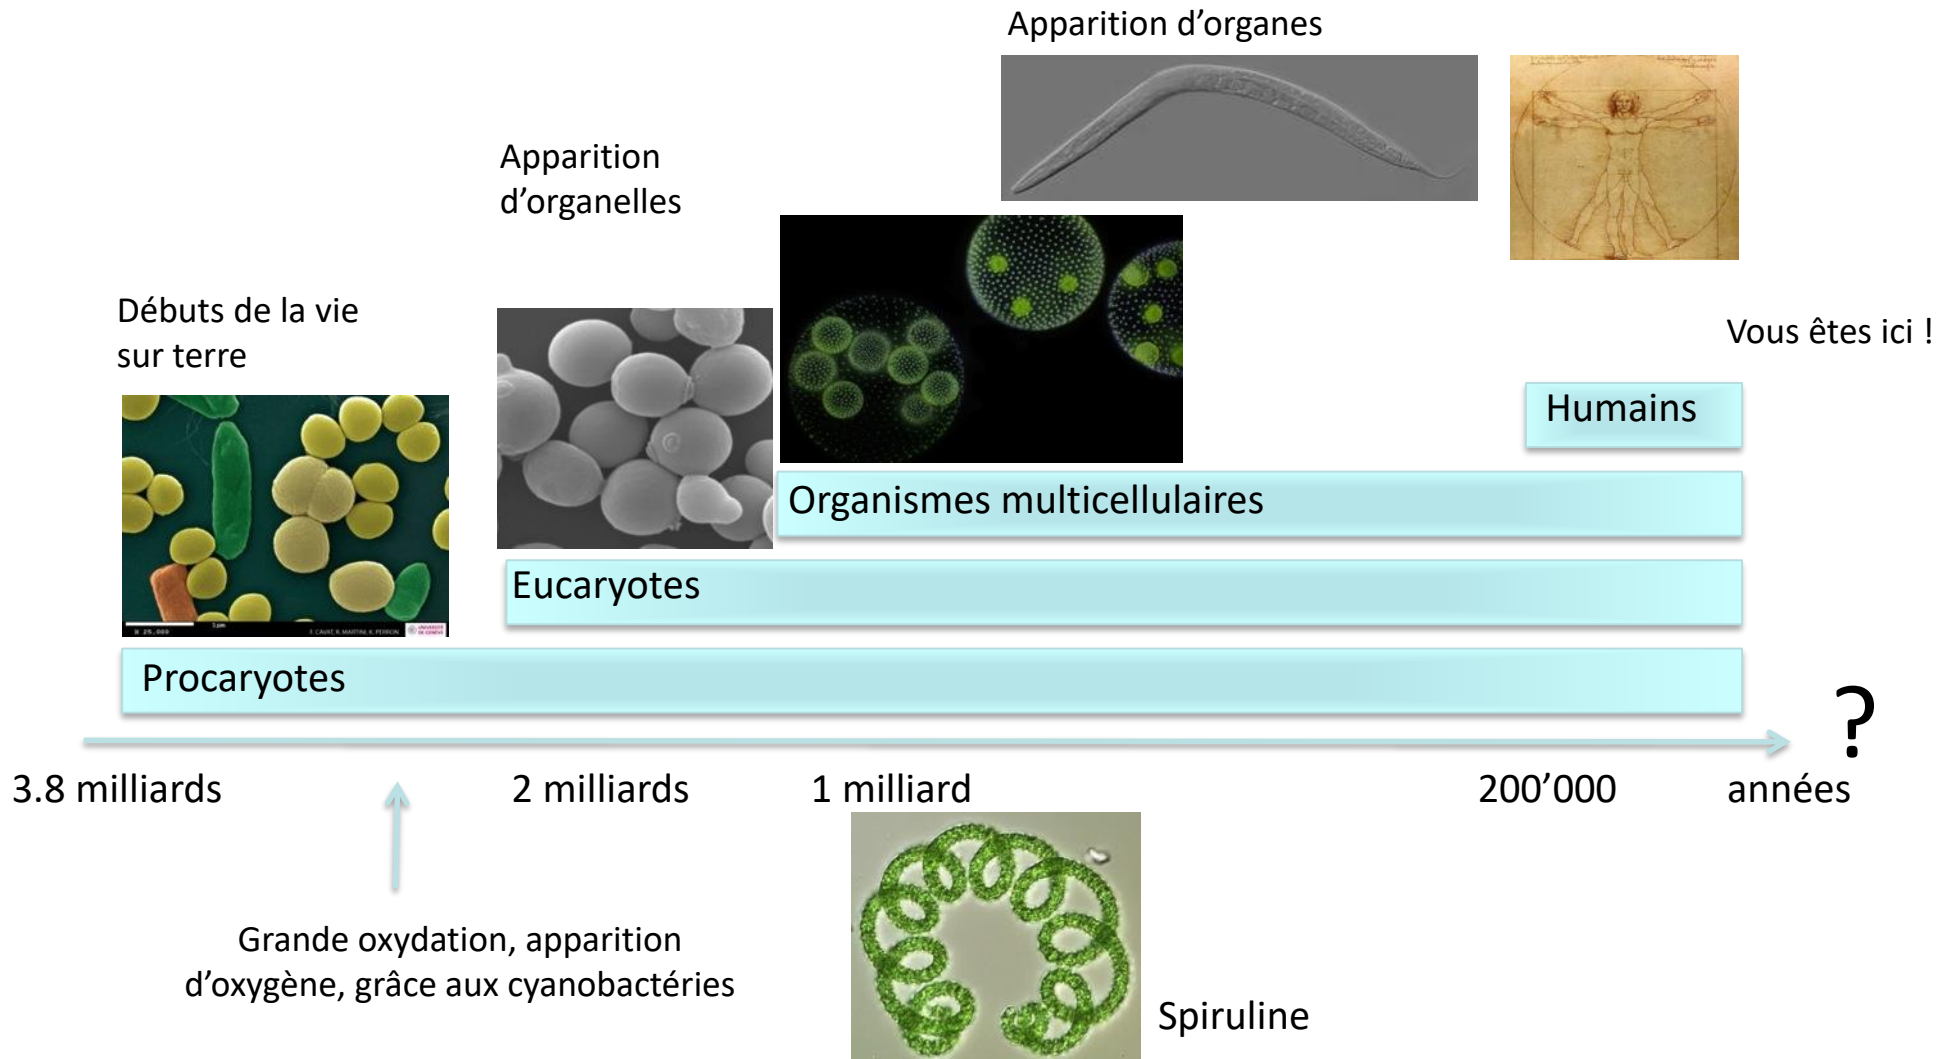 Apparition d’organes
Apparition
d’organelles
Débuts de la vie
sur terre
Vous êtes ici !
Humains
Organismes multicellulaires
Eucaryotes
Procaryotes
?
3.8 milliards
2 milliards
1 milliard
200’000
années
Grande oxydation, apparition
d’oxygène, grâce aux cyanobactéries
Spiruline